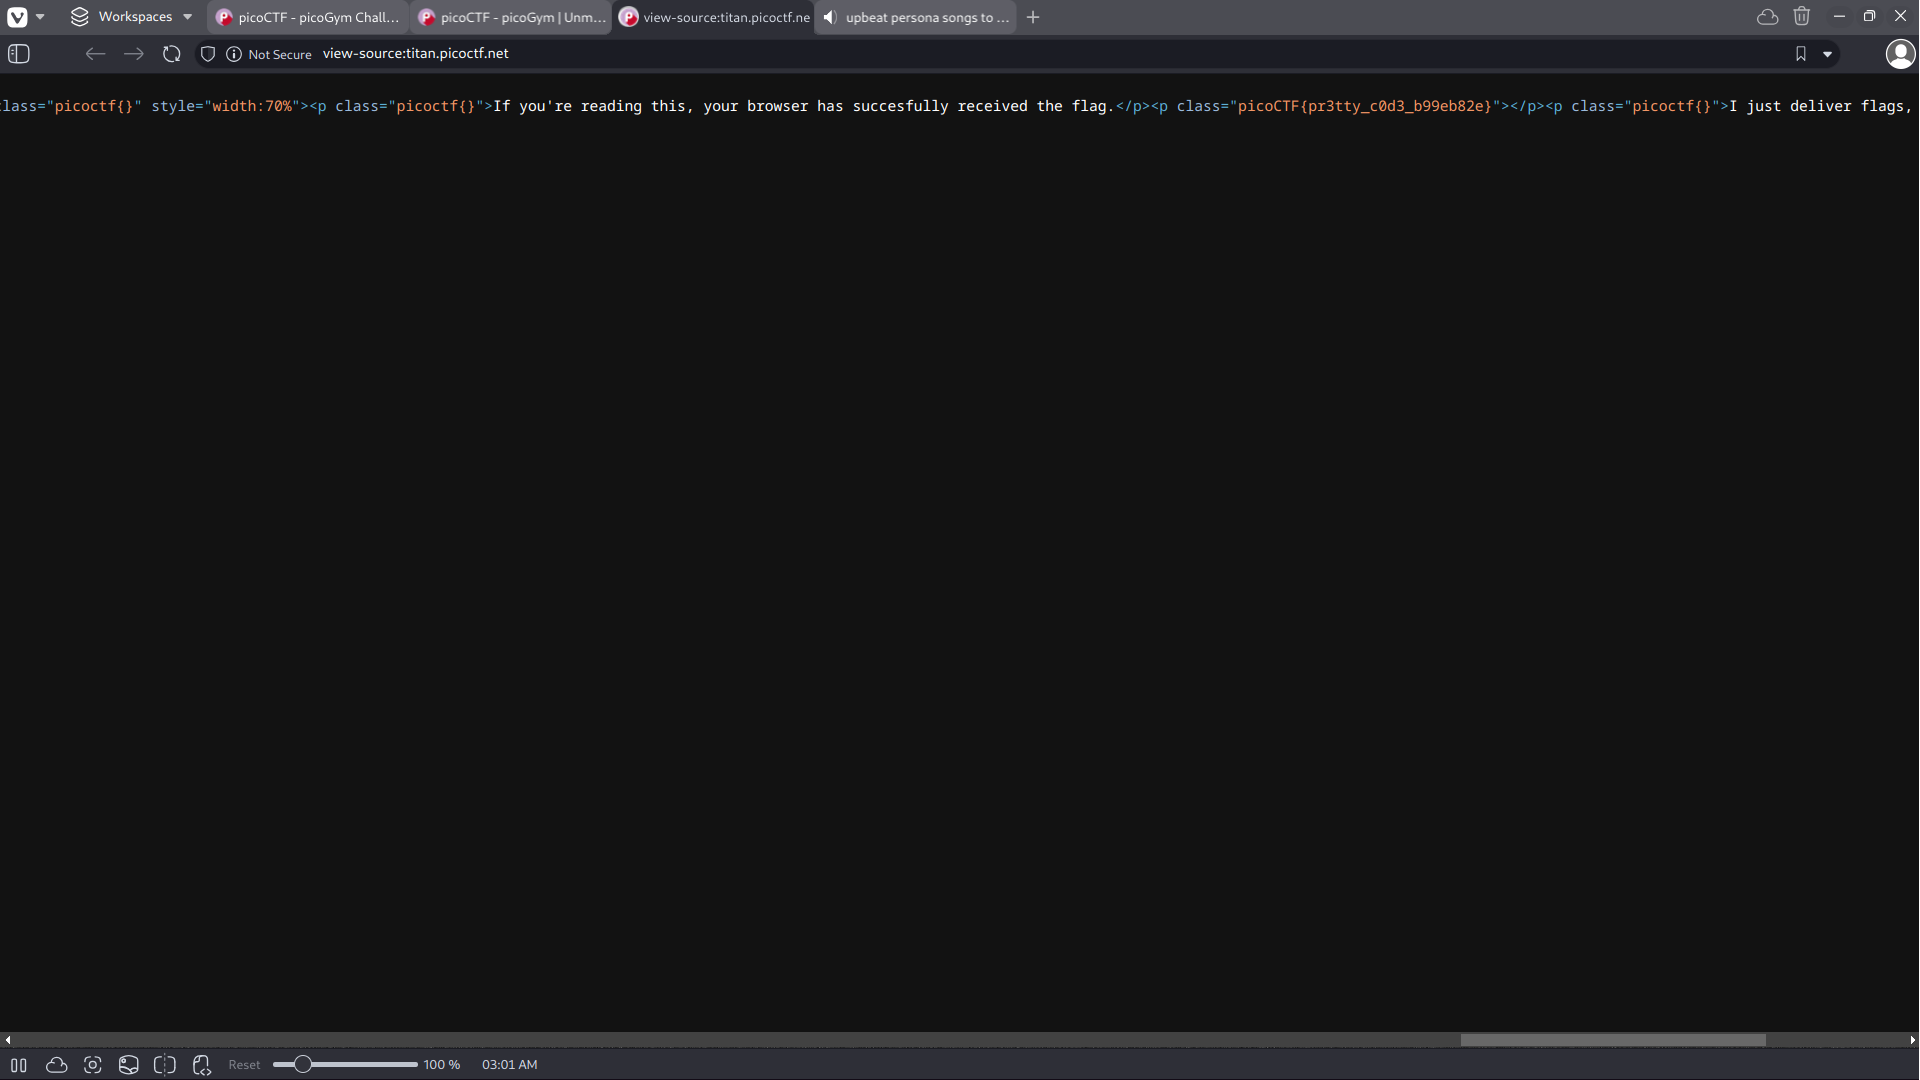 Workspaces picoCTF - picoGym Chall... picoCTF - picoGym | Unm... view-source:titan.picoctf.ne upbeat persona songs to ...
Not Secure view-source:titan.picoctf.net
class="picoctf{}" style="width:70%"><p class="picoctf{}">If you're reading this, your browser has succesfully received the flag.</p><p class="picoCTF{pr3tty_c0d3_b99eb82e}"></p><p class="picoctf{}">I just deliver flags,
Reset 100 % 03:01 AM